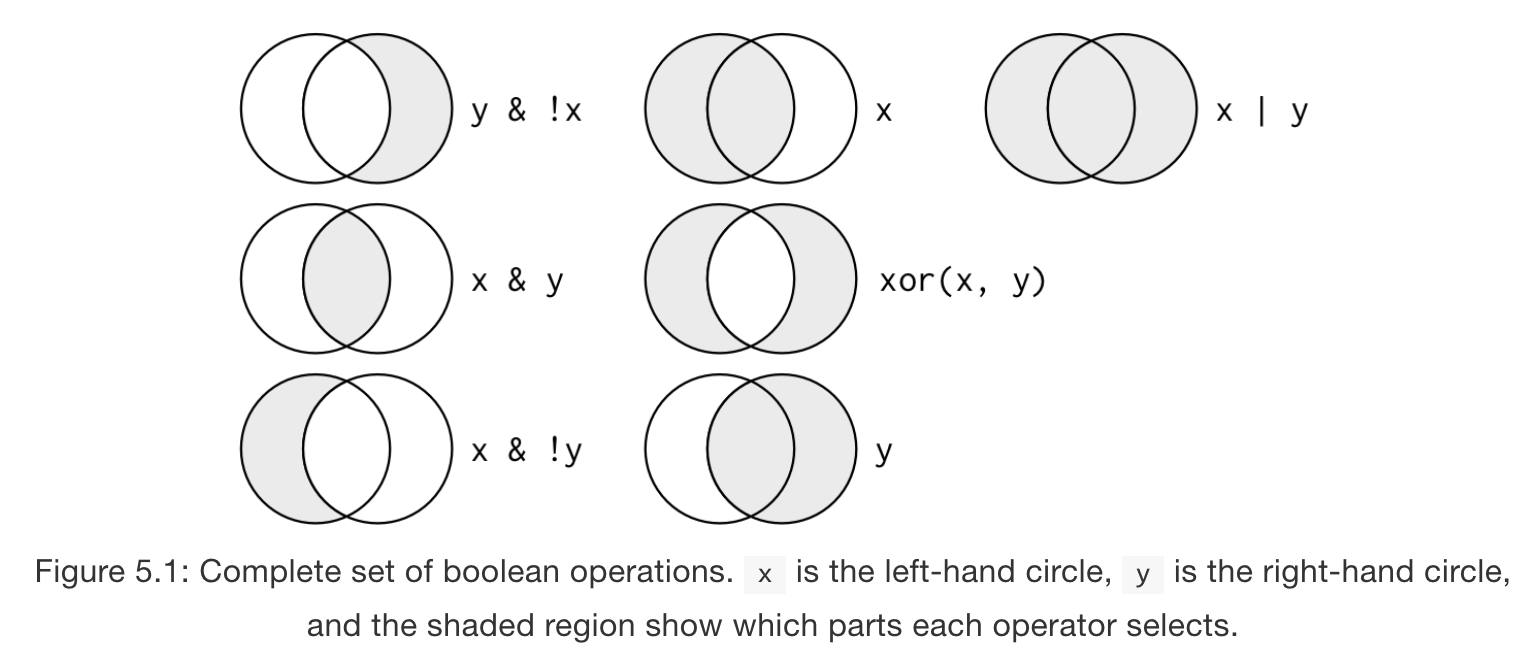 y & !x
x
x | y
x & y
xor(x, y)
x & !y
y
Figure 5.1: Complete set of boolean operations. x is the left-hand circle, y is the right-hand circle,
and the shaded region show which parts each operator selects.